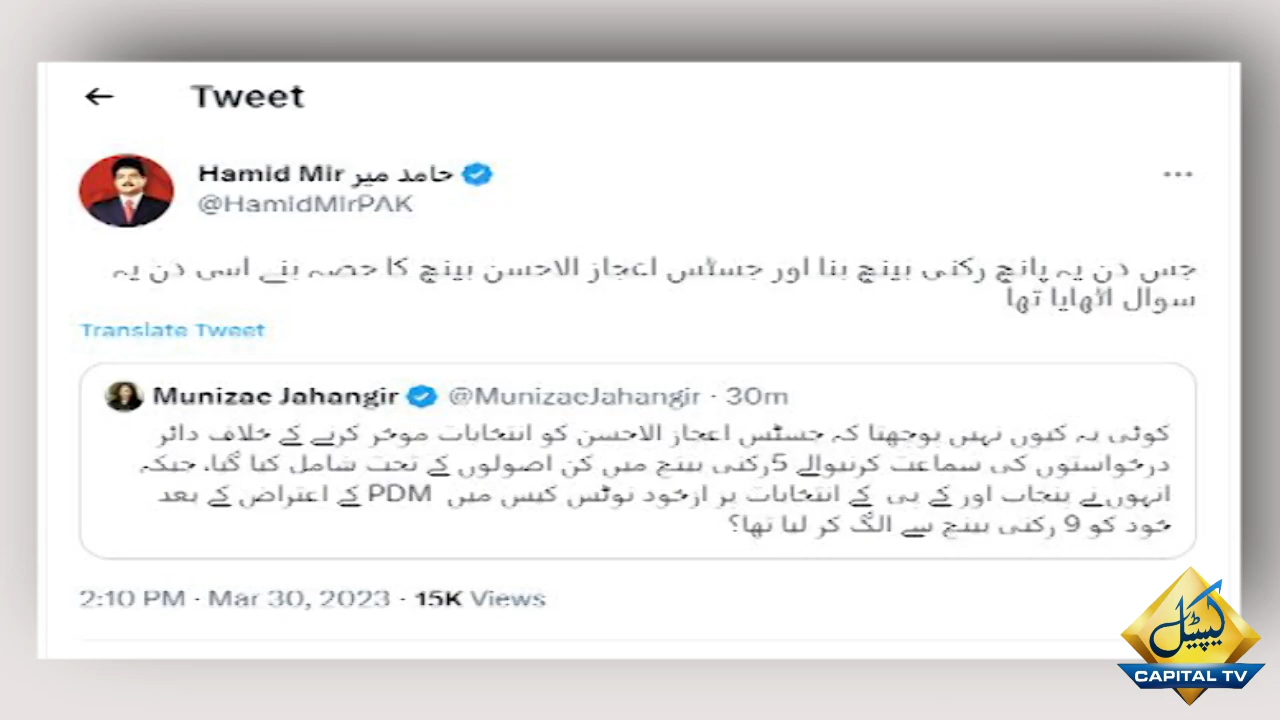 Tweet
Hamid Mir حامد میر
@HamidMirPAK
جس دن یہ پانچ رکنی بینچ بنا اور جسٹس اعجاز الاحسن بینچ کا حصہ بنے اسی دن یہ
سوال اٹھایا تھا
Translate Tweet
Munizae Jahangir @MunizaeJahangir · 30m
کوئی یہ کیوں نہیں پوچھتا کہ جسٹس اعجاز الاحسن کو انتخابات موخر کرنے کے خلاف دائر
درخواستوں کی سماعت کرنیوالے 5رکنی بینچ میں کن اصولوں کے تحت شامل کیا گیا، جبکہ
انہوں نے پنجاب اور کے پی کے انتخابات پر ازخود نوٹس کیس میں PDM کے اعتراض کے بعد
خود کو 9 رکنی بینچ سے الگ کر لیا تھا؟
2:10 PM · Mar 30, 2023 · 15K Views
کیپیٹل
CAPITAL TV